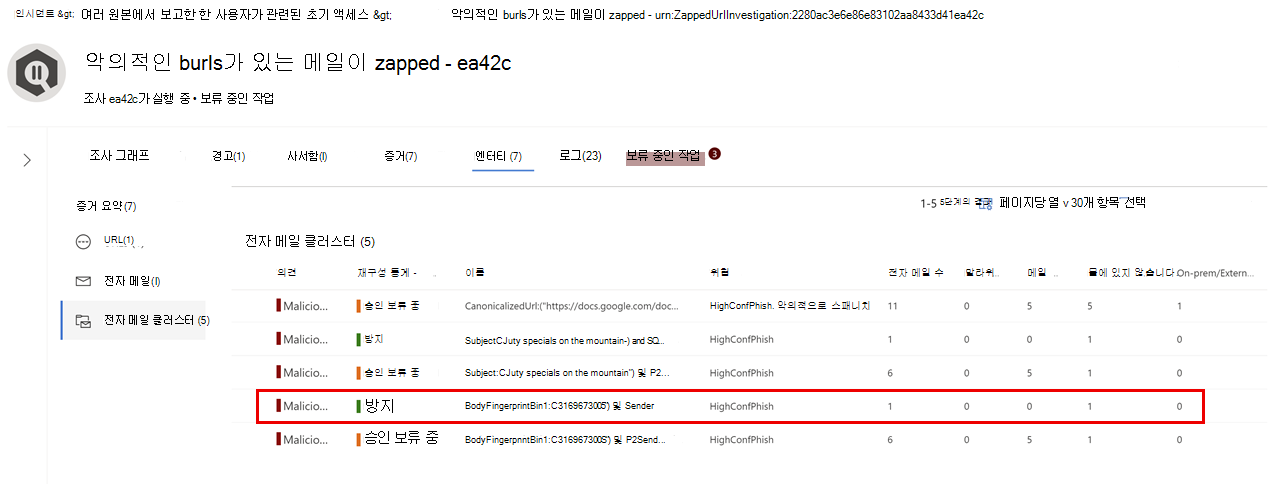 인시던트 &gt; 여러 원본에서 보고한 한 사용자가 관련된 초기 액세스 &gt; 악의적인 burls가 있는 메일이 zapped - urn:ZappedUrlInvestigation:2280ac3e6e86e83102aa8433d41ea42c
악의적인 burls가 있는 메일이 zapped - ea42c
조사 ea42c가 실행 중 • 보류 중인 작업
조사 그래프 경고(1) 사서함(I) 증거(7) 엔터티 (7) 로그(23) 보류 중인 작업 3
증거 요약(7)
URL(1)
전자 메일(I)
전자 메일 클러스터 (5)
1-5 5단계의 결과 페이지당 열 v 30개 항목 선택
전자 메일 클러스터 (5)
의견 재구성 통계 - 이름 위협 전자 메일 수 말라위.. 메일 .. 물에 있지 않습니다. On-prem/Extern...
Malicio... 승인 보류 중 CanonicalizedUrl:("https://docs.google.com/doc... HighConfPhish. 악의적으로 스패니치 11 0 5 5 1
Malicio... 방지 SubjectCJuty specials on the mountain-) and SQ... HighConfPhish 1 0 0 1 0
Malicio... 승인 보류 중 Subject:CJuty specials on the mountain") 및 P2... HighConfPhish 6 0 5 1 0
Malicio... 방지 BodyFingerprintBin1:C3169673005') 및 Sender HighConfPhish 1 0 0 1 0
Malicio... 승인 보류 중 BodyFingerpnntBin1:C316967300S') 및 P2Send... HighConfPhish 6 0 5 1 0